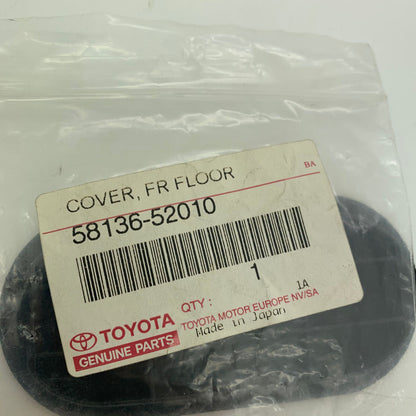 COVER, FR FLOOR
BA
58136-52010
QTY : 1
1A
TOYOTA MOTOR EUROPE NV/SA
Made in Japan
TOYOTA
GENUINE PARTS